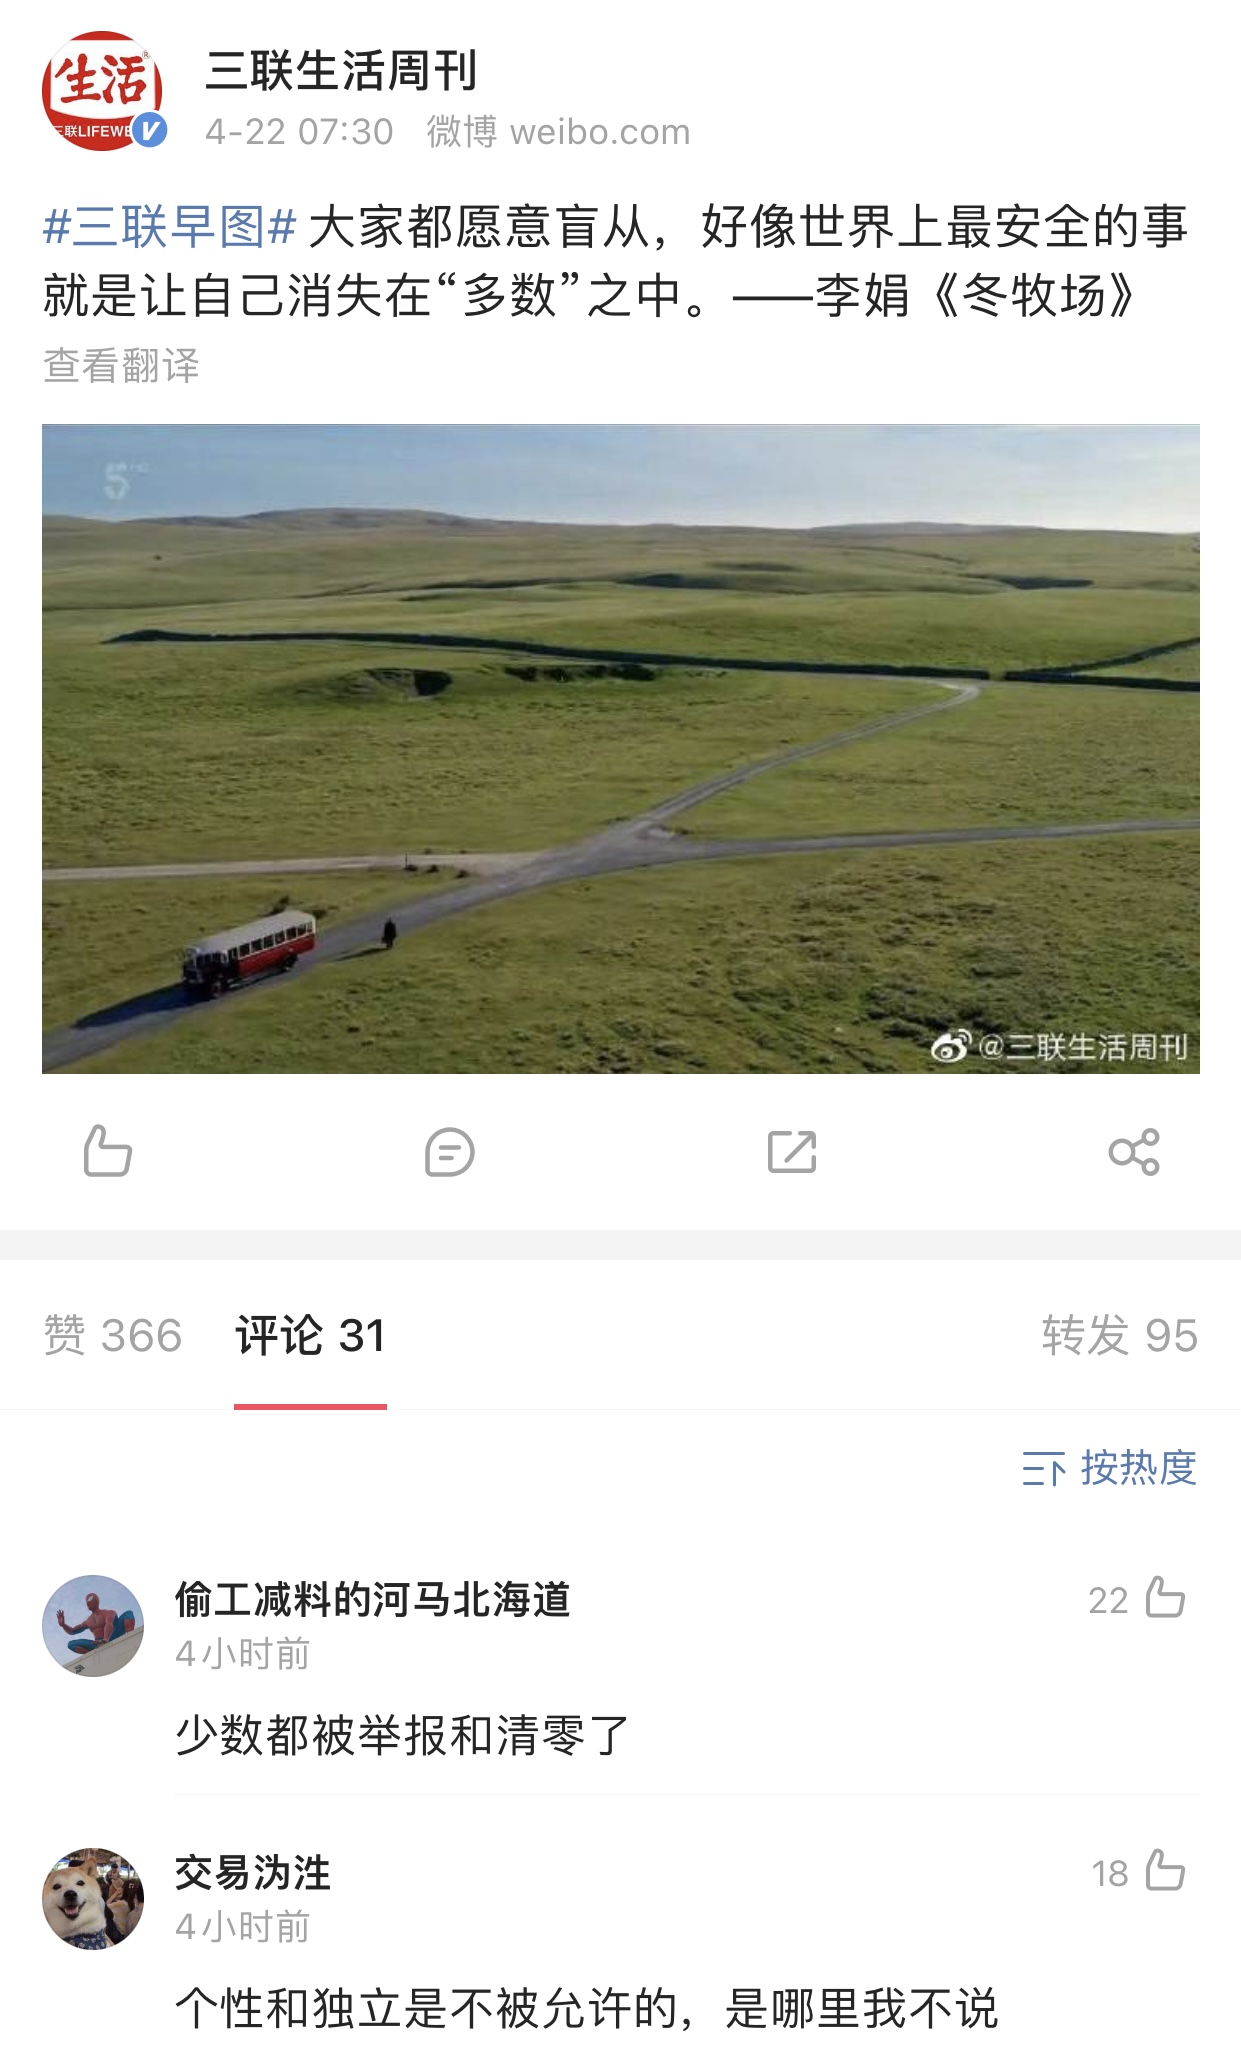 生活
三联LIFEWE
三联生活周刊
4-22 07:30 微博 weibo.com
#三联早图# 大家都愿意盲从，好像世界上最安全的事
就是让自己消失在“多数”之中。——李娟《冬牧场》
查看翻译
5
@三联生活周刊
赞 366 评论 31 转发 95
按热度
偷工减料的河马北海道 22
4小时前
少数都被举报和清零了
交易沩泩 18
4小时前
个性和独立是不被允许的，是哪里我不说